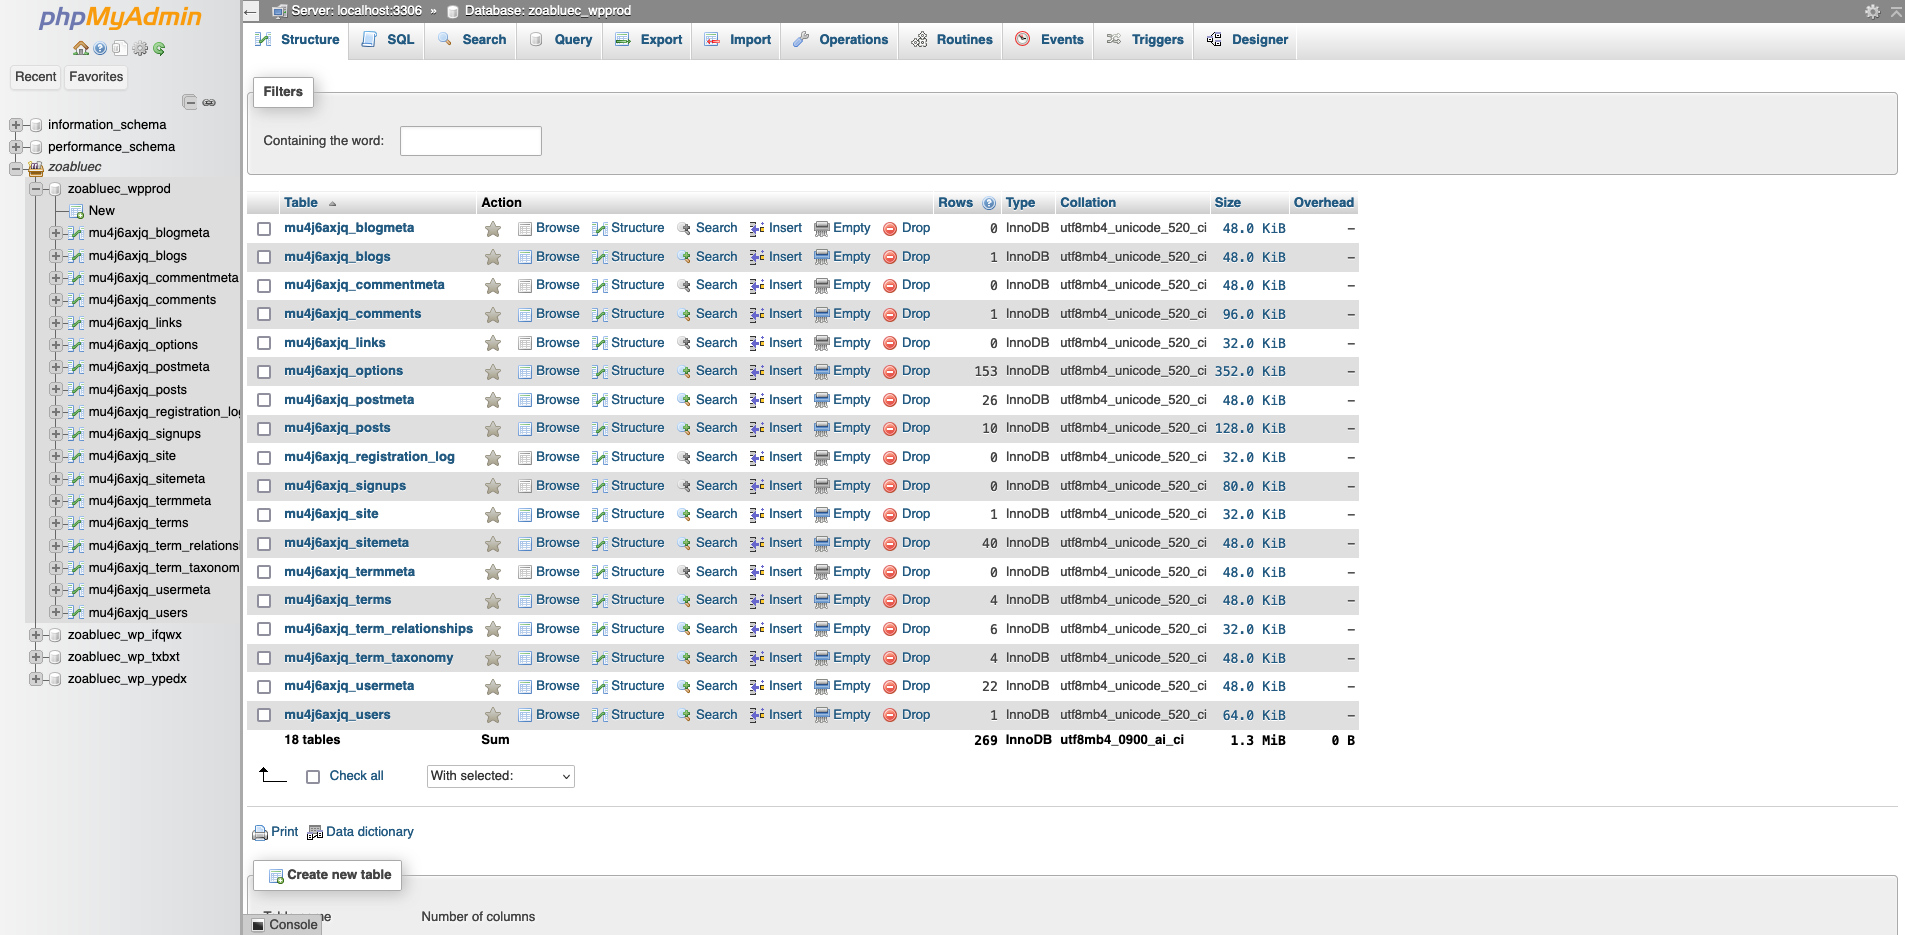 phpMyAdmin
Recent Favorites
information_schema
performance_schema
zoabluec
zoabluec_wpprod
New
mu4j6axjq_blogmeta
mu4j6axjq_blogs
mu4j6axjq_commentmeta
mu4j6axjq_comments
mu4j6axjq_links
mu4j6axjq_options
mu4j6axjq_postmeta
mu4j6axjq_posts
mu4j6axjq_registration_log
mu4j6axjq_signups
mu4j6axjq_site
mu4j6axjq_sitemeta
mu4j6axjq_termmeta
mu4j6axjq_terms
mu4j6axjq_term_relations
mu4j6axjq_term_taxonom
mu4j6axjq_usermeta
mu4j6axjq_users
zoabluec_wp_ifqwx
zoabluec_wp_txbxt
zoabluec_wp_ypedx
Server: localhost:3306 » Database: zoabluec_wpprod
Structure SQL Search Query Export Import Operations Routines Events Triggers Designer
Filters
Containing the word:
Table Action Rows Type Collation Size Overhead
mu4j6axjq_blogmeta Browse Structure Search Insert Empty Drop 0 InnoDB utf8mb4_unicode_520_ci 48.0 KiB –
mu4j6axjq_blogs Browse Structure Search Insert Empty Drop 1 InnoDB utf8mb4_unicode_520_ci 48.0 KiB –
mu4j6axjq_commentmeta Browse Structure Search Insert Empty Drop 0 InnoDB utf8mb4_unicode_520_ci 48.0 KiB –
mu4j6axjq_comments Browse Structure Search Insert Empty Drop 1 InnoDB utf8mb4_unicode_520_ci 96.0 KiB –
mu4j6axjq_links Browse Structure Search Insert Empty Drop 0 InnoDB utf8mb4_unicode_520_ci 32.0 KiB –
mu4j6axjq_options Browse Structure Search Insert Empty Drop 153 InnoDB utf8mb4_unicode_520_ci 352.0 KiB –
mu4j6axjq_postmeta Browse Structure Search Insert Empty Drop 26 InnoDB utf8mb4_unicode_520_ci 48.0 KiB –
mu4j6axjq_posts Browse Structure Search Insert Empty Drop 10 InnoDB utf8mb4_unicode_520_ci 128.0 KiB –
mu4j6axjq_registration_log Browse Structure Search Insert Empty Drop 0 InnoDB utf8mb4_unicode_520_ci 32.0 KiB –
mu4j6axjq_signups Browse Structure Search Insert Empty Drop 0 InnoDB utf8mb4_unicode_520_ci 80.0 KiB –
mu4j6axjq_site Browse Structure Search Insert Empty Drop 1 InnoDB utf8mb4_unicode_520_ci 32.0 KiB –
mu4j6axjq_sitemeta Browse Structure Search Insert Empty Drop 40 InnoDB utf8mb4_unicode_520_ci 48.0 KiB –
mu4j6axjq_termmeta Browse Structure Search Insert Empty Drop 0 InnoDB utf8mb4_unicode_520_ci 48.0 KiB –
mu4j6axjq_terms Browse Structure Search Insert Empty Drop 4 InnoDB utf8mb4_unicode_520_ci 48.0 KiB –
mu4j6axjq_term_relationships Browse Structure Search Insert Empty Drop 6 InnoDB utf8mb4_unicode_520_ci 32.0 KiB –
mu4j6axjq_term_taxonomy Browse Structure Search Insert Empty Drop 4 InnoDB utf8mb4_unicode_520_ci 48.0 KiB –
mu4j6axjq_usermeta Browse Structure Search Insert Empty Drop 22 InnoDB utf8mb4_unicode_520_ci 48.0 KiB –
mu4j6axjq_users Browse Structure Search Insert Empty Drop 1 InnoDB utf8mb4_unicode_520_ci 64.0 KiB –
18 tables Sum 269 InnoDB utf8mb4_0900_ai_ci 1.3 MiB 0 B
Check all With selected:
Print Data dictionary
Create new table
Number of columns
Console